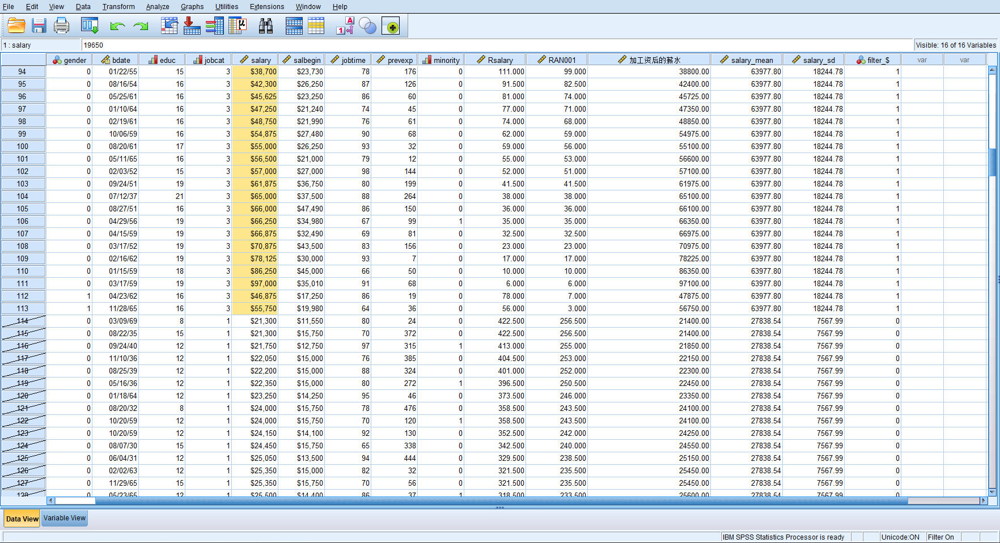 File Edit View Data Transform Analyze Graphs Utilities Extensions Window Help
1 : salary 19650 Visible: 16 of 16 Variables
gender bdate educ jobcat salary salbegin jobtime prevexp minority Rsalary RAN001 加工资后的薪水 salary_mean salary_sd filter_$ var var
94 0 01/22/55 15 3 $38,700 $23,730 78 176 0 111.000 99.000 38800.00 63977.80 18244.78 1
95 0 08/16/54 16 3 $42,300 $26,250 87 126 0 91.500 82.500 42400.00 63977.80 18244.78 1
96 0 05/25/61 16 3 $45,625 $23,250 86 60 0 81.000 74.000 45725.00 63977.80 18244.78 1
97 0 01/10/64 16 3 $47,250 $21,240 74 45 0 77.000 71.000 47350.00 63977.80 18244.78 1
98 0 02/19/61 16 3 $48,750 $21,990 76 61 0 74.000 68.000 48850.00 63977.80 18244.78 1
99 0 10/06/59 16 3 $54,875 $27,480 90 68 0 62.000 59.000 54975.00 63977.80 18244.78 1
100 0 08/20/61 17 3 $55,000 $26,250 93 32 0 59.000 56.000 55100.00 63977.80 18244.78 1
101 0 05/11/65 16 3 $56,500 $21,000 79 12 0 55.000 53.000 56600.00 63977.80 18244.78 1
102 0 02/03/52 15 3 $57,000 $27,000 98 144 0 52.000 51.000 57100.00 63977.80 18244.78 1
103 0 09/24/51 19 3 $61,875 $36,750 80 199 0 41.500 41.500 61975.00 63977.80 18244.78 1
104 0 07/12/37 21 3 $65,000 $37,500 88 264 0 38.000 38.000 65100.00 63977.80 18244.78 1
105 0 08/27/51 16 3 $66,000 $47,490 86 150 0 36.000 36.000 66100.00 63977.80 18244.78 1
106 0 04/29/56 19 3 $66,250 $34,980 67 99 1 35.000 35.000 66350.00 63977.80 18244.78 1
107 0 04/15/59 19 3 $66,875 $32,490 69 81 0 32.500 32.500 66975.00 63977.80 18244.78 1
108 0 03/17/52 19 3 $70,875 $43,500 83 156 0 23.000 23.000 70975.00 63977.80 18244.78 1
109 0 02/16/62 19 3 $78,125 $30,000 93 7 0 17.000 17.000 78225.00 63977.80 18244.78 1
110 0 01/15/59 18 3 $86,250 $45,000 66 50 0 10.000 10.000 86350.00 63977.80 18244.78 1
111 0 03/17/59 19 3 $97,000 $35,010 91 68 0 6.000 6.000 97100.00 63977.80 18244.78 1
112 1 04/23/62 16 3 $46,875 $17,250 86 19 0 78.000 7.000 47875.00 63977.80 18244.78 1
113 1 11/28/65 16 3 $55,750 $19,980 64 36 0 56.000 3.000 56750.00 63977.80 18244.78 1
114 0 03/09/69 8 1 $21,300 $11,550 80 24 0 422.500 256.500 21400.00 27838.54 7567.99 0
115 0 08/22/35 15 1 $21,300 $15,750 70 372 0 422.500 256.500 21400.00 27838.54 7567.99 0
116 0 09/24/40 12 1 $21,750 $12,750 97 315 1 413.000 255.000 21850.00 27838.54 7567.99 0
117 0 11/10/36 12 1 $22,050 $15,000 76 385 0 404.500 253.000 22150.00 27838.54 7567.99 0
118 0 08/25/39 12 1 $22,200 $15,000 88 324 0 401.000 252.000 22300.00 27838.54 7567.99 0
119 0 05/16/36 12 1 $22,350 $15,000 80 272 1 396.500 250.500 22450.00 27838.54 7567.99 0
120 0 01/18/64 12 1 $23,250 $14,250 95 46 0 373.500 246.000 23350.00 27838.54 7567.99 0
121 0 08/20/32 8 1 $24,000 $15,750 78 476 0 358.500 243.500 24100.00 27838.54 7567.99 0
122 0 10/20/59 12 1 $24,000 $15,750 70 120 1 358.500 243.500 24100.00 27838.54 7567.99 0
123 0 10/20/59 12 1 $24,150 $14,100 92 130 0 352.500 242.000 24250.00 27838.54 7567.99 0
124 0 08/07/30 15 1 $24,450 $15,750 65 338 0 342.500 240.000 24550.00 27838.54 7567.99 0
125 0 06/04/31 12 1 $25,050 $13,500 94 444 0 329.500 238.500 25150.00 27838.54 7567.99 0
126 0 02/02/63 12 1 $25,350 $15,000 82 32 0 321.500 235.500 25450.00 27838.54 7567.99 0
127 0 11/29/65 15 1 $25,350 $15,750 70 56 0 321.500 235.500 25450.00 27838.54 7567.99 0
128 0 05/23/65 12 1 $25,500 $14,400 86 37 1 318.500 233.500 25600.00 27838.54 7567.99 0
Data View Variable View
IBM SPSS Statistics Processor is ready Unicode:ON Filter On